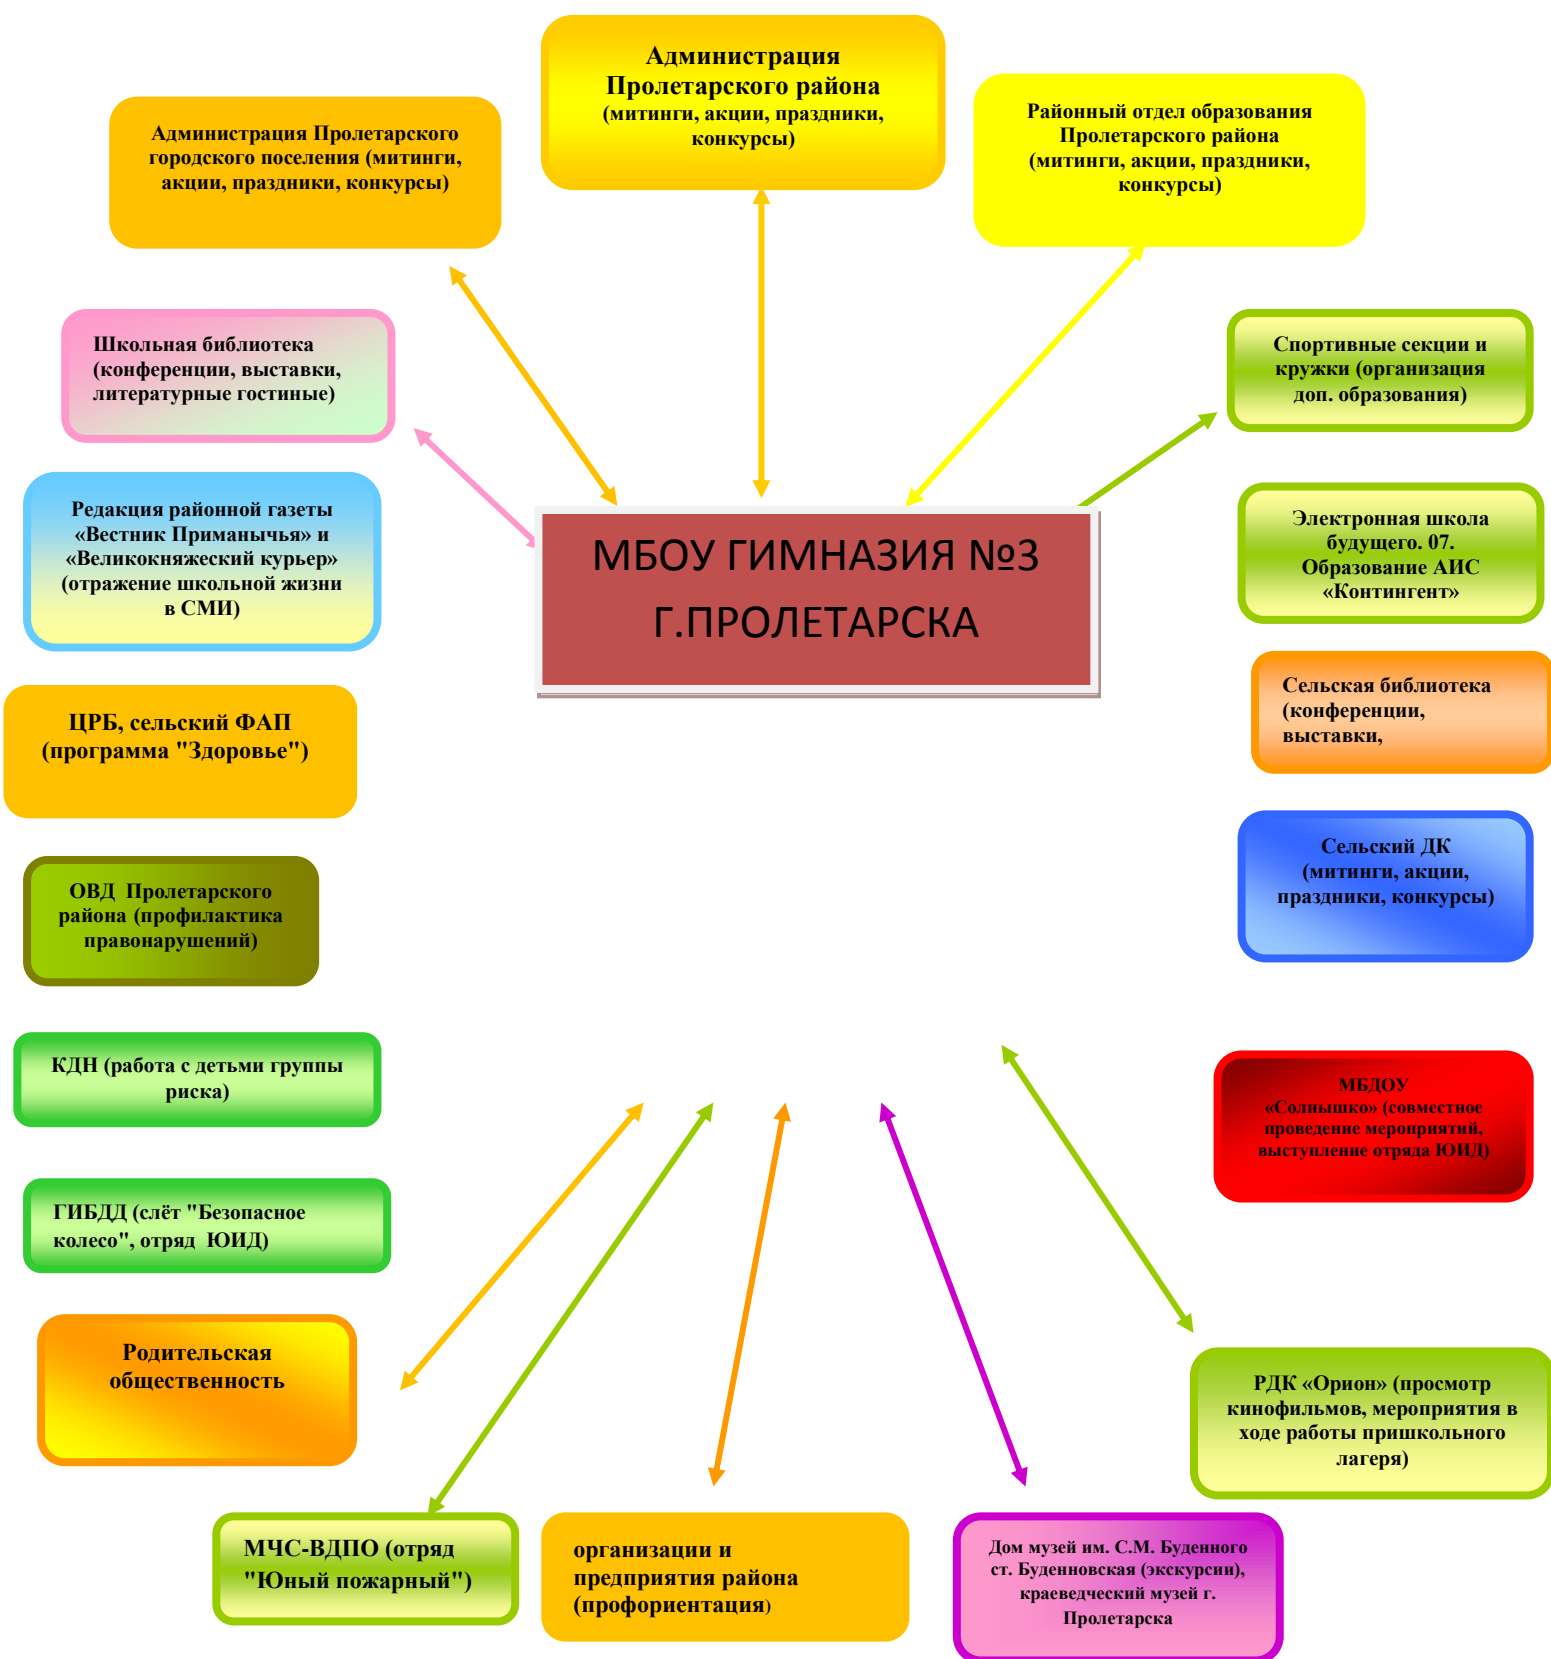 Администрация
Пролетарского района
(митинги, акции, праздники,
конкурсы)
Администрация Пролетарского
городского поселения (митинги,
акции, праздники, конкурсы)
Районный отдел образования
Пролетарского района
(митинги, акции, праздники,
конкурсы)
Школьная библиотека
(конференции, выставки,
литературные гостиные)
Спортивные секции и
кружки (организация
доп. образования)
Редакция районной газеты
«Вестник Приманычья» и
«Великокняжеский курьер»
(отражение школьной жизни
в СМИ)
МБОУ ГИМНАЗИЯ №3
Г.ПРОЛЕТАРСКА
Электронная школа
будущего. 07.
Образование АИС
«Контингент»
ЦРБ, сельский ФАП
(программа "Здоровье")
Сельская библиотека
(конференции,
выставки,
ОВД  Пролетарского
района (профилактика
правонарушений)
Сельский ДК
(митинги, акции,
праздники, конкурсы)
КДН (работа с детьми группы
риска)
МБДОУ
«Солнышко» (совместное
проведение мероприятий,
выступление отряда ЮИД)
ГИБДД (слёт "Безопасное
колесо", отряд  ЮИД)
Родительская
общественность
РДК «Орион» (просмотр
кинофильмов, мероприятия в
ходе работы пришкольного
лагеря)
МЧС-ВДПО (отряд
"Юный пожарный")
организации и
предприятия района
(профориентация)
Дом музей им. С.М. Буденного
ст. Буденновская (экскурсии),
краеведческий музей г.
Пролетарска